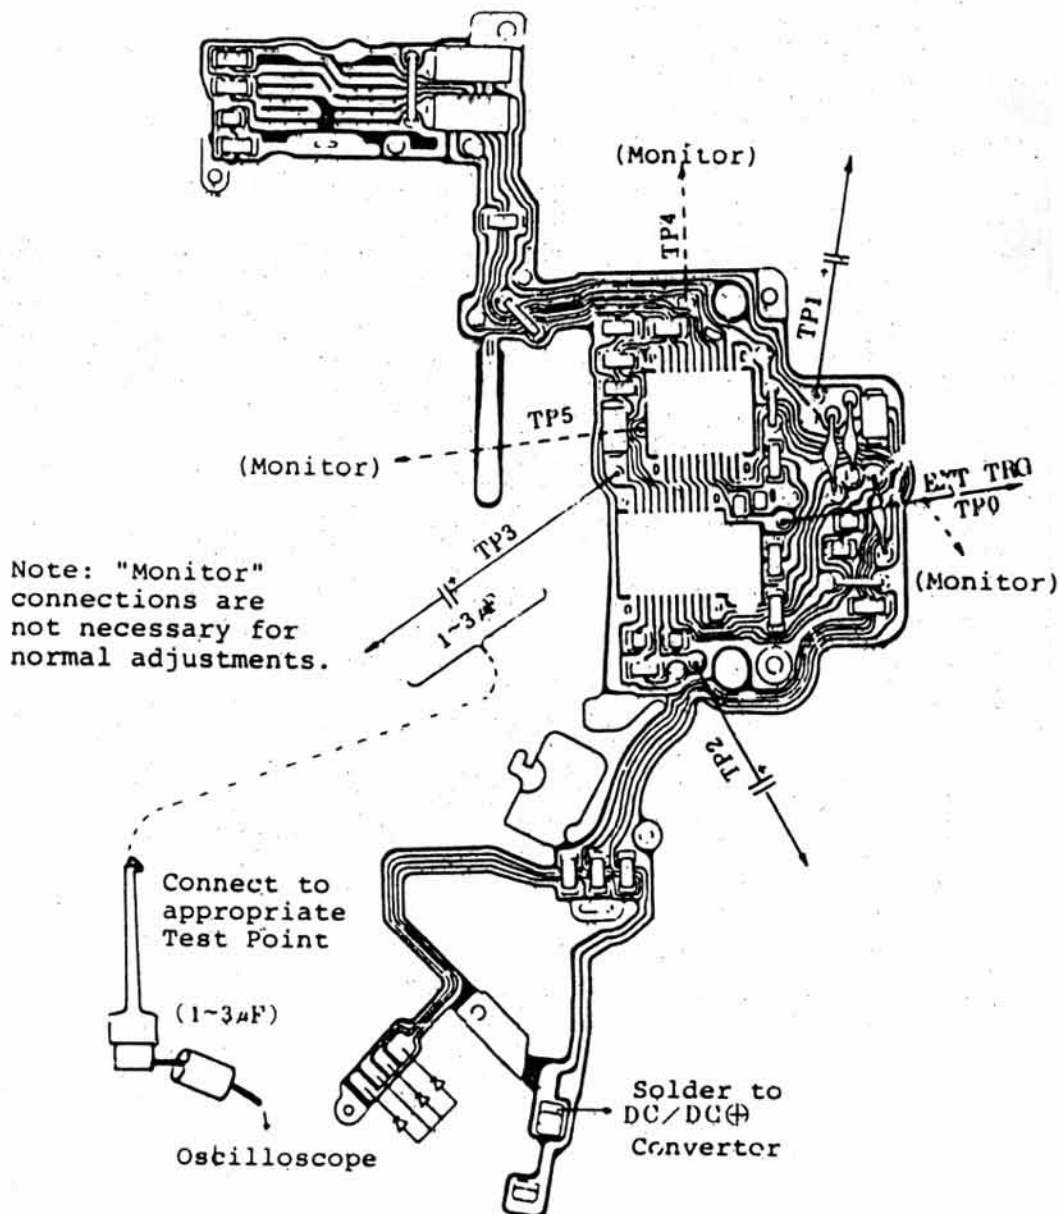 (Monitor)
TP4
TP1
+
TP5
(Monitor)
EXT TRG
TP0
(Monitor)
TP3
+
1~3μF
Note: "Monitor"
connections are
not necessary for
normal adjustments.
TP2
+
Connect to
appropriate
Test Point
(1~3μF)
Oscilloscope
Solder to
DC/DC⊕
Convertor